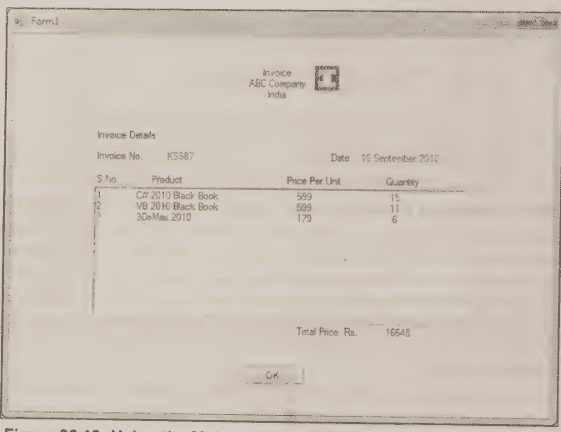 Form1
Invoice
ABC Company
India
Invoice Details
Invoice No. KS987 Date 16 September 2010
S.No Product Price Per Unit Quantity
1 C# 2010 Black Book 599 15
2 VB 2010 Black Book 599 11
3DsMax 2010 179 6
Total Price Rs. 16648
OK